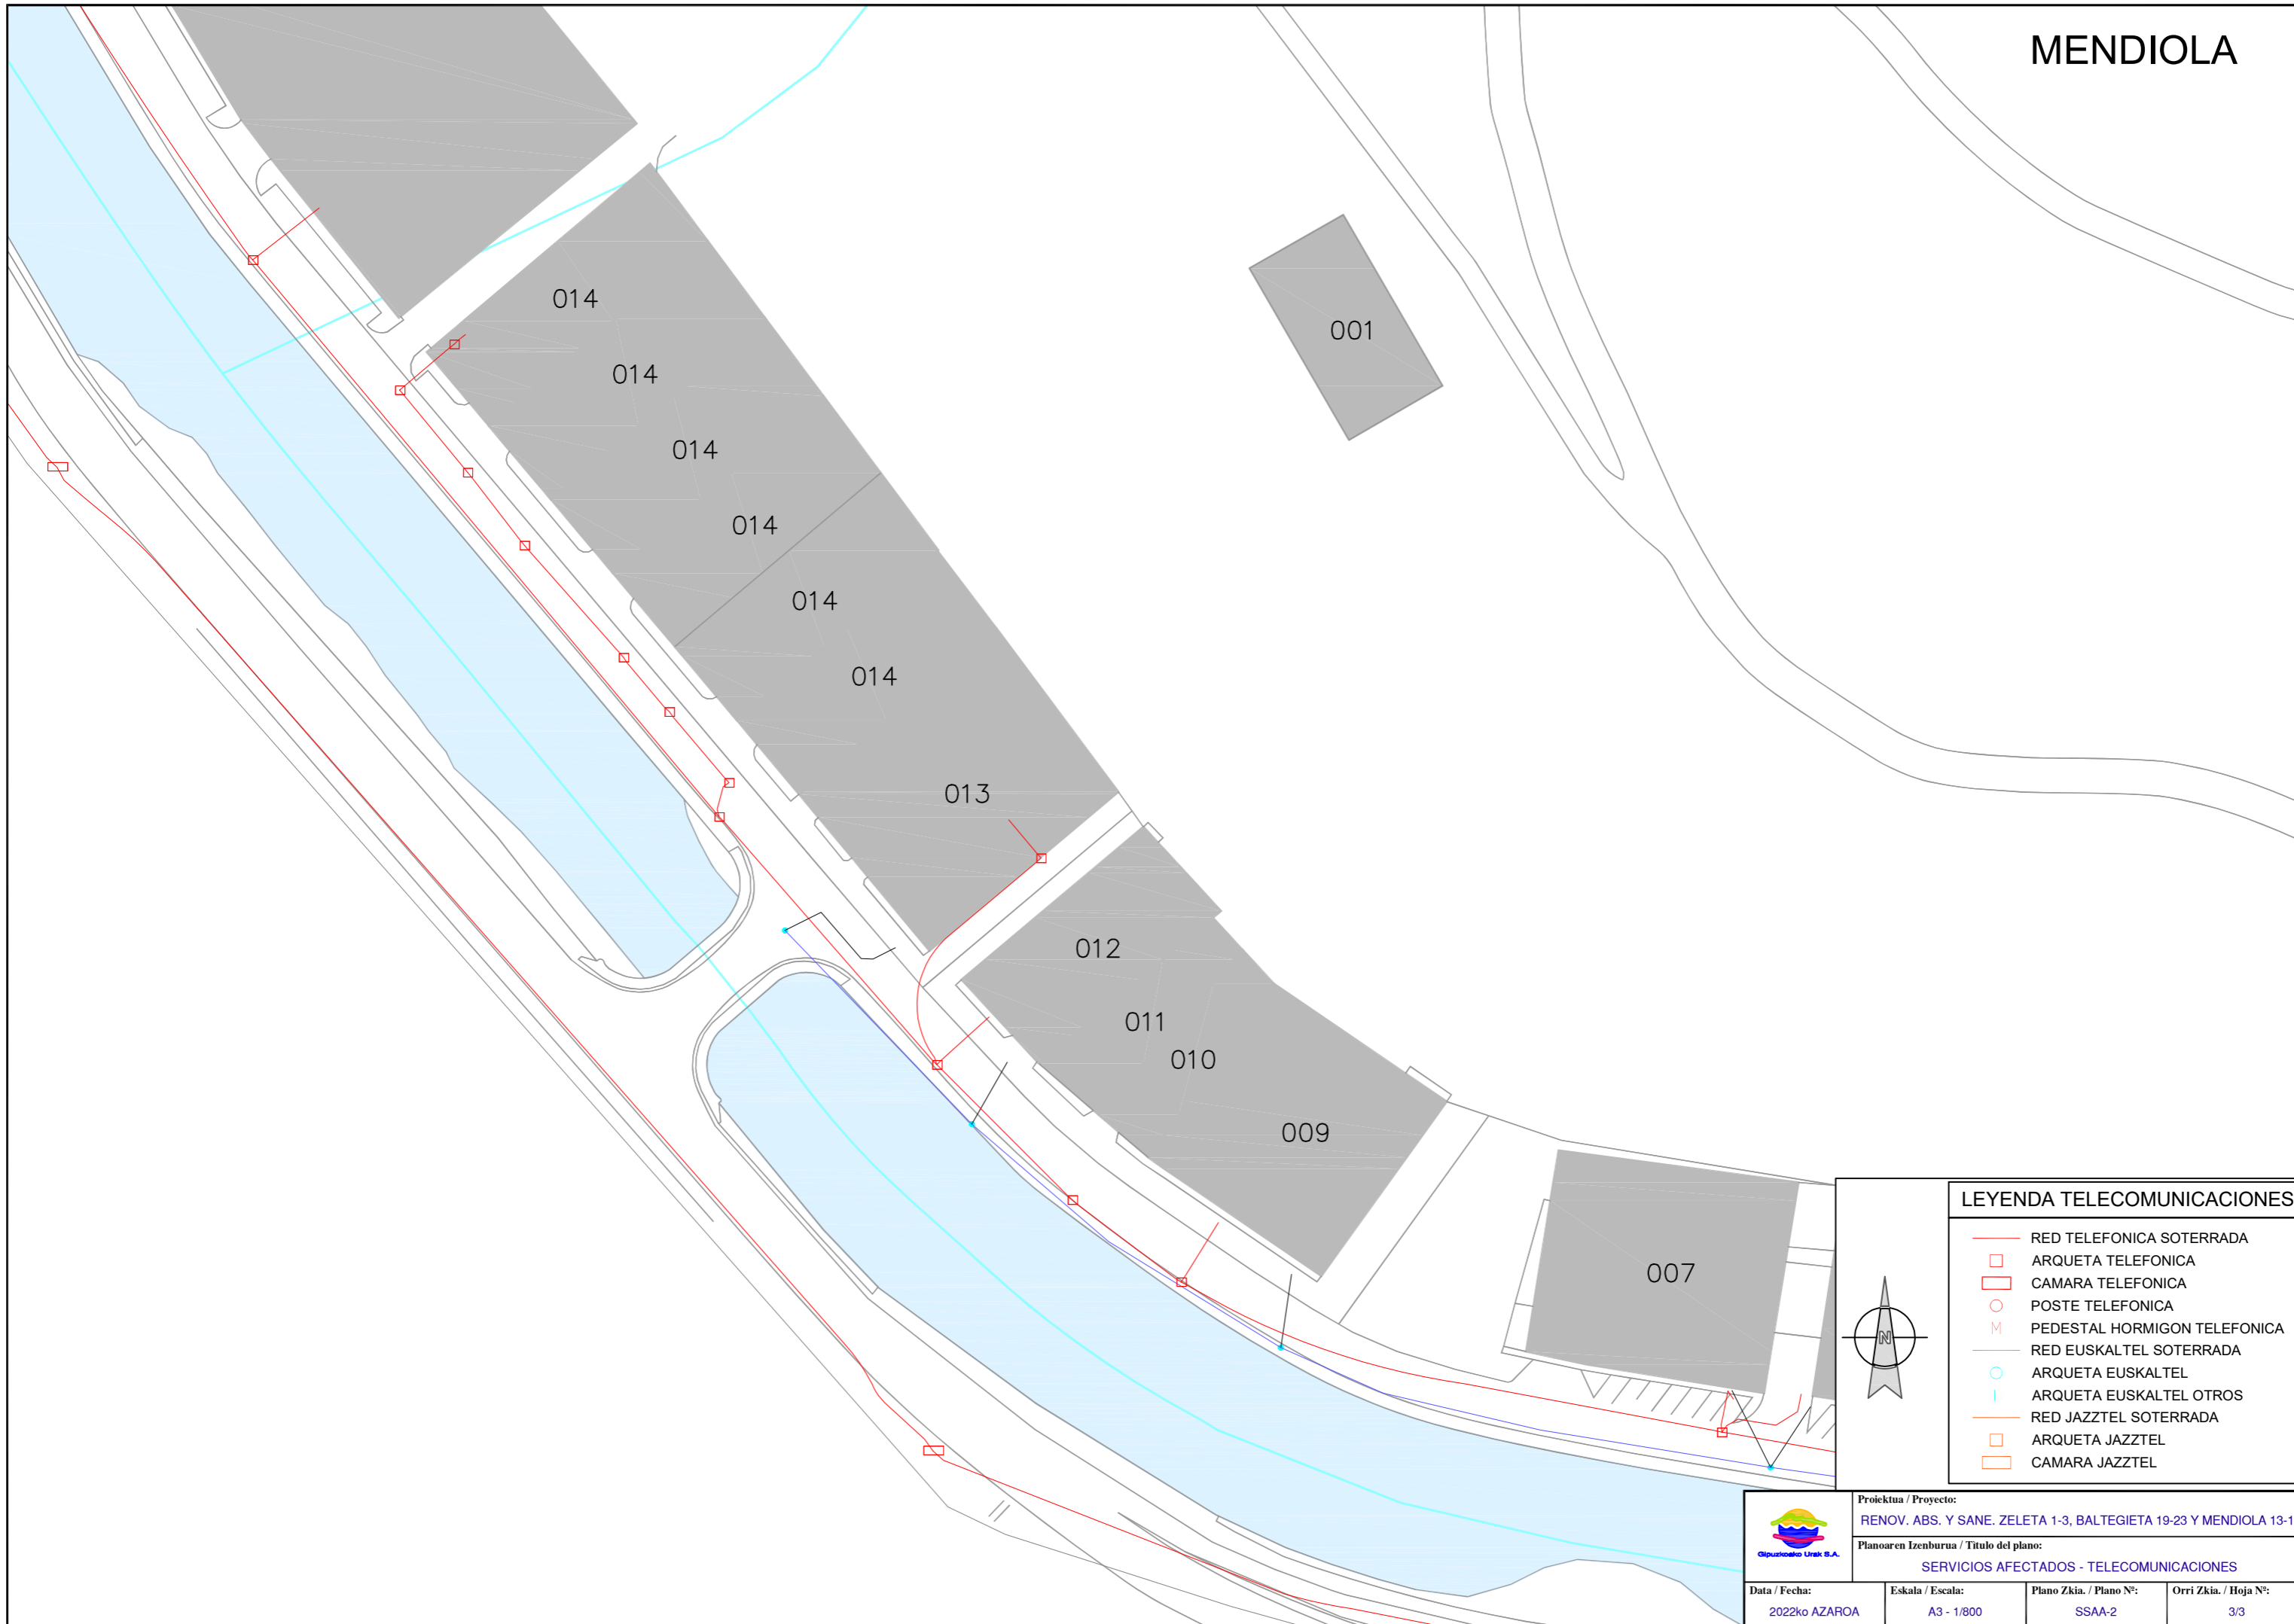 MENDIOLA
014
001
014
014
014
014
014
013
012
011
010
009
007
LEYENDA TELECOMUNICACIONES
RED TELEFONICA SOTERRADA
ARQUETA TELEFONICA
CAMARA TELEFONICA
POSTE TELEFONICA
M PEDESTAL HORMIGON TELEFONICA
RED EUSKALTEL SOTERRADA
ARQUETA EUSKALTEL
ARQUETA EUSKALTEL OTROS
RED JAZZTEL SOTERRADA
ARQUETA JAZZTEL
CAMARA JAZZTEL
N
Gipuzkoako Urak S.A.
Proiektua / Proyecto:
RENOV. ABS. Y SANE. ZELETA 1-3, BALTEGIETA 19-23 Y MENDIOLA 13-1
Planoaren Izenburua / Titulo del plano:
SERVICIOS AFECTADOS - TELECOMUNICACIONES
Data / Fecha: Eskala / Escala: Plano Zkia. / Plano Nº: Orri Zkia. / Hoja Nº:
2022ko AZAROA A3 - 1/800 SSAA-2 3/3